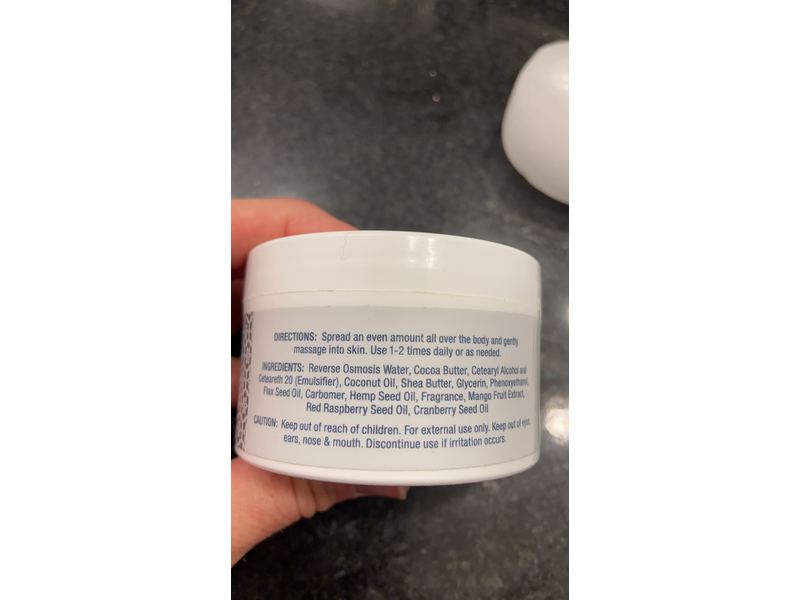 DIRECTIONS: Spread an even amount all over the body and gently
massage into skin. Use 1-2 times daily or as needed.
INGREDIENTS: Reverse Osmosis Water, Cocoa Butter, Cetearyl Alcohol and
Ceteareth 20 (Emulsifier), Coconut Oil, Shea Butter, Glycerin, Phenoxyethanol,
Flax Seed Oil, Carbomer, Hemp Seed Oil, Fragrance, Mango Fruit Extract,
Red Raspberry Seed Oil, Cranberry Seed Oil
CAUTION: Keep out of reach of children. For external use only. Keep out of eyes,
ears, nose & mouth. Discontinue use if irritation occurs.